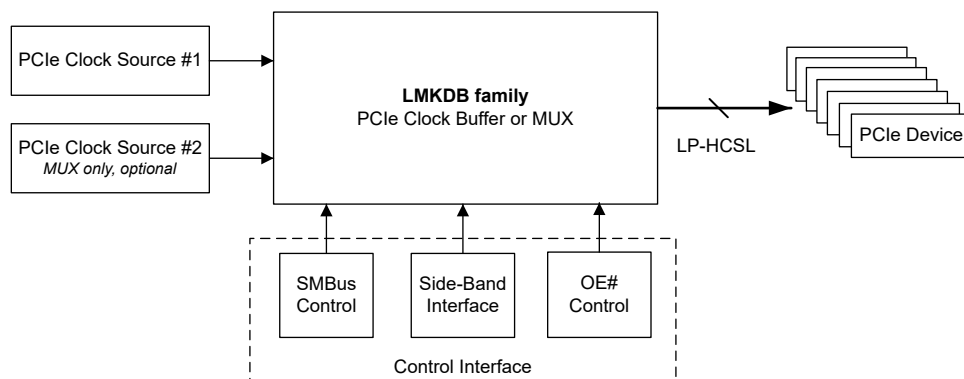 PCIe Clock Source #1
PCIe Clock Source #2
MUX only, optional
LMKDB family
PCIe Clock Buffer or MUX
LP-HCSL
PCIe Device
SMBus
Control
Side-Band
Interface
OE#
Control
Control Interface